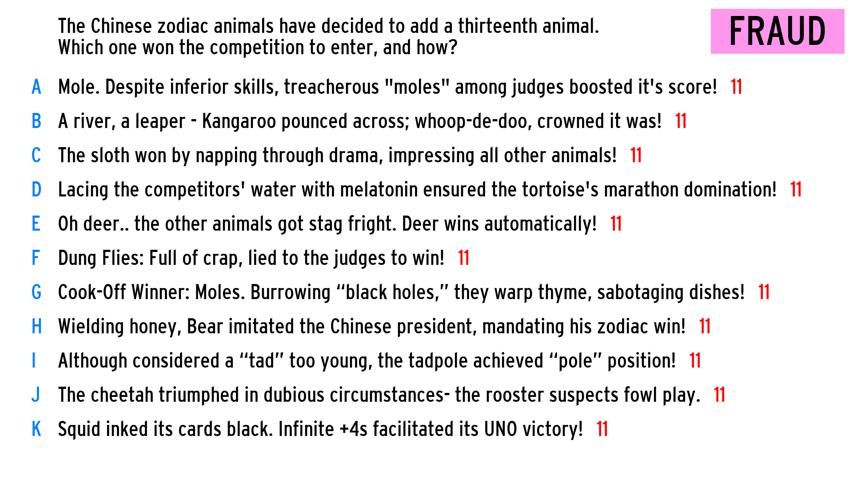 The Chinese zodiac animals have decided to add a thirteenth animal.
Which one won the competition to enter, and how?
FRAUD
A Mole. Despite inferior skills, treacherous "moles" among judges boosted it's score! 11
B A river, a leaper - Kangaroo pounced across; whoop-de-doo, crowned it was! 11
C The sloth won by napping through drama, impressing all other animals! 11
D Lacing the competitors' water with melatonin ensured the tortoise's marathon domination! 11
E Oh deer.. the other animals got stag fright. Deer wins automatically! 11
F Dung Flies: Full of crap, lied to the judges to win! 11
G Cook-Off Winner: Moles. Burrowing “black holes,” they warp thyme, sabotaging dishes! 11
H Wielding honey, Bear imitated the Chinese president, mandating his zodiac win! 11
I Although considered a “tad” too young, the tadpole achieved “pole” position! 11
J The cheetah triumphed in dubious circumstances- the rooster suspects fowl play. 11
K Squid inked its cards black. Infinite +4s facilitated its UNO victory! 11